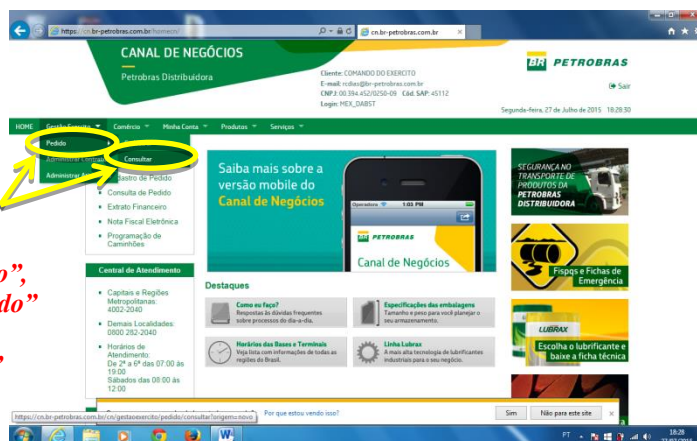 https://cn.br-petrobras.com.br/homecn/
cn.br-petrobras.com.br
CANAL DE NEGÓCIOS
Petrobras Distribuidora
Cliente: COMANDO DO EXERCITO
E-mail: rcdias@br-petrobras.com.br
CNPJ: 00.394.452/0250-09 Cód. SAP: 45112
Login: MEX_DABST
BR PETROBRAS
Sair
Segunda-feira, 27 de Julho de 2015 18:28:30
HOME Gestão Exército Comércio Minha Conta Produtos Serviços
Pedido
Consultar
Administrar
Administrar
Cadastro de Pedido
Consulta de Pedido
Extrato Financeiro
Nota Fiscal Eletrônica
Programação de
Caminhões
o”,
do”
”
Saiba mais sobre a
versão mobile do
Canal de Negócios
Operadora 1:03 PM
BR PETROBRAS
Canal de Negócios
SEGURANÇA NO
TRANSPORTE DE
PRODUTOS DA
PETROBRAS
DISTRIBUIDORA
Fispqs e Fichas de
Emergência
LUBRAX
Escolha o lubrificante e
baixe a ficha técnica
Central de Atendimento
Capitais e Regiões
Metropolitanas:
4002-2040
Demais Localidades:
0800 282-2040
Horários de
Atendimento:
De 2ª a 6ª das 07:00 às
19:00
Sábados das 08:00 às
12:00
Destaques
Como eu faço?
Respostas às dúvidas frequentes
sobre processos do dia-a-dia.
Especificações das embalagens
Tamanho e peso para você planejar o
seu armazenamento.
Horários das Bases e Terminais
Veja lista com informações de todas as
regiões do Brasil.
Linha Lubrax
A mais alta tecnologia de lubrificantes
industriais para o seu negócio.
https://cn.br-petrobras.com.br/cn/gestaoexercito/pedido/consultar?origem=novo
Por que estou vendo isso?
Sim
Não para este site
PT
18:28